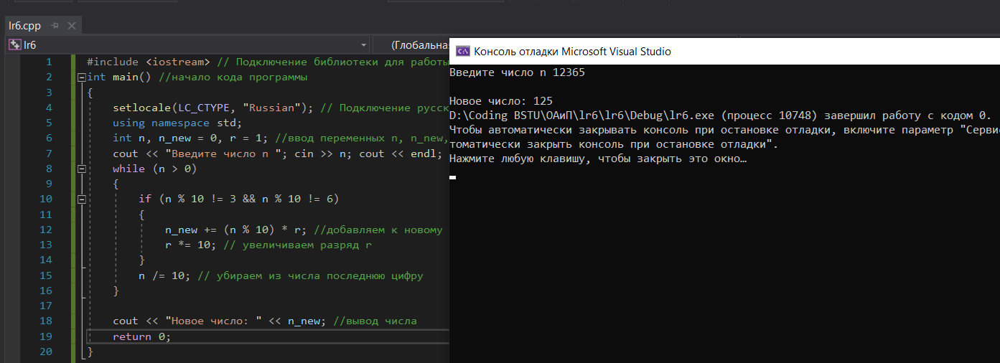 lr6.cpp
lr6
(Глобальная
1 #include <iostream> // Подключение библиотеки для работы
2 int main() //начало кода программы
3 {
4 setlocale(LC_CTYPE, "Russian"); // Подключение русск
5 using namespace std;
6 int n, n_new = 0, r = 1; //ввод переменных n, n_new,
7 cout << "Введите число n "; cin >> n; cout << endl;
8 while (n > 0)
9 {
10 if (n % 10 != 3 && n % 10 != 6)
11 {
12 n_new += (n % 10) * r; //добавляем к новому
13 r *= 10; // увеличиваем разряд r
14 }
15 n /= 10; // убираем из числа последнюю цифру
16 }
17
18 cout << "Новое число: " << n_new; //вывод числа
19 return 0;
20 }
Консоль отладки Microsoft Visual Studio
Введите число n 12365
Новое число: 125
D:\Coding BSTU\ОАиП\lr6\lr6\Debug\lr6.exe (процесс 10748) завершил работу с кодом 0.
Чтобы автоматически закрывать консоль при остановке отладки, включите параметр "Серви
томатически закрыть консоль при остановке отладки".
Нажмите любую клавишу, чтобы закрыть это окно…